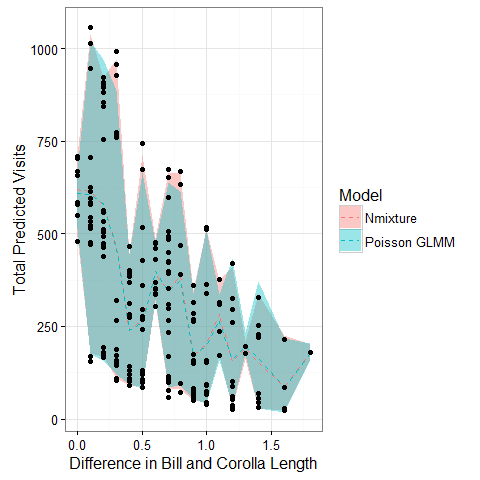 1000
750
500
250
0
Total Predicted Visits
0.0 0.5 1.0 1.5
Difference in Bill and Corolla Length
Model
Nmixture
Poisson GLMM